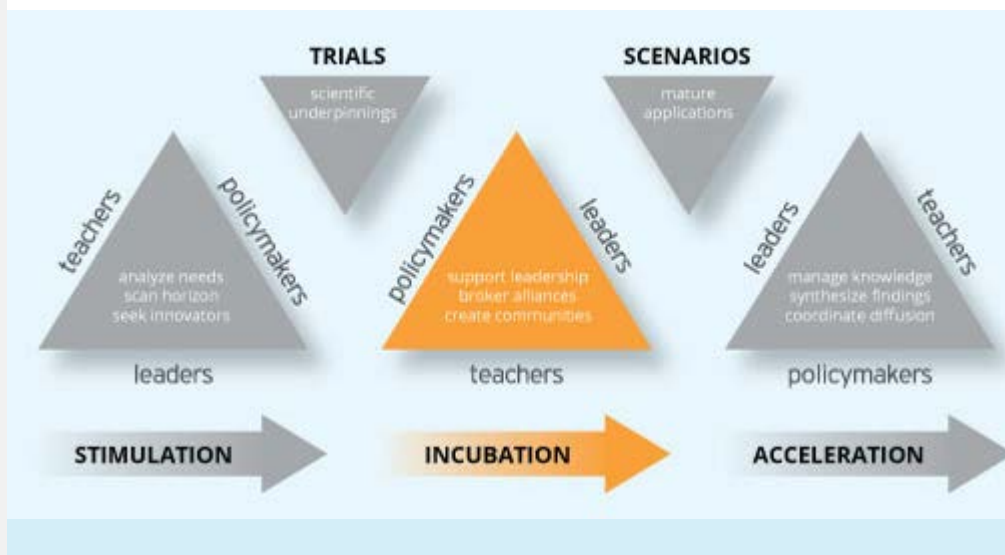 TRIALS
scientific
underpinnings
SCENARIOS
mature
applications
teachers
policymakers
analyze needs
scan horizon
seek innovators
leaders
policymakers
leaders
support leadership
broker alliances
create communities
teachers
leaders
teachers
manage knowledge
synthesize findings
coordinate diffusion
policymakers
STIMULATION
INCUBATION
ACCELERATION